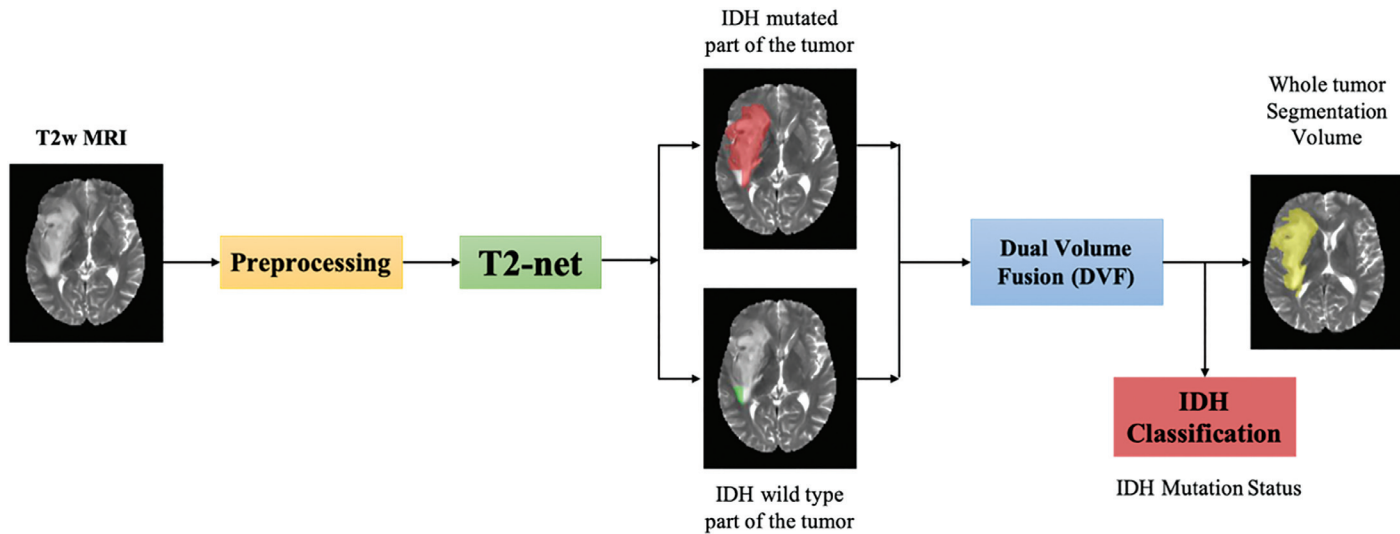 T2w MRI
Preprocessing
T2-net
IDH mutated
part of the tumor
IDH wild type
part of the tumor
Dual Volume
Fusion (DVF)
Whole tumor
Segmentation
Volume
IDH
Classification
IDH Mutation Status